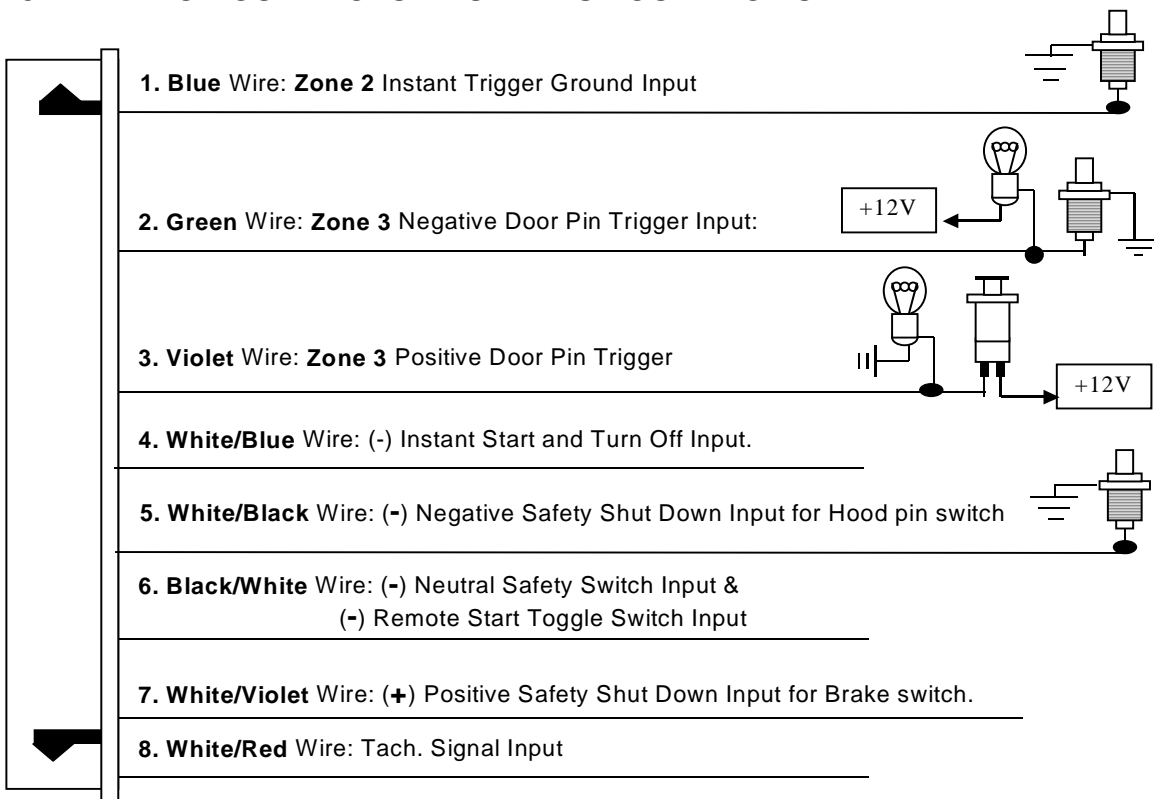 1. Blue Wire: Zone 2 Instant Trigger Ground Input
+12V
2. Green Wire: Zone 3 Negative Door Pin Trigger Input:
3. Violet Wire: Zone 3 Positive Door Pin Trigger
+12V
4. White/Blue Wire: (-) Instant Start and Turn Off Input.
5. White/Black Wire: (-) Negative Safety Shut Down Input for Hood pin switch
6. Black/White Wire: (-) Neutral Safety Switch Input &
(-) Remote Start Toggle Switch Input
7. White/Violet Wire: (+) Positive Safety Shut Down Input for Brake switch.
8. White/Red Wire: Tach. Signal Input